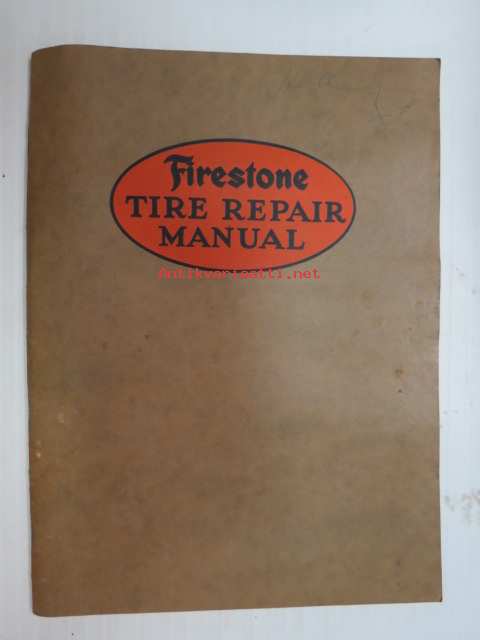 Firestone
TIRE REPAIR
MANUAL
Antikvariaatti.net